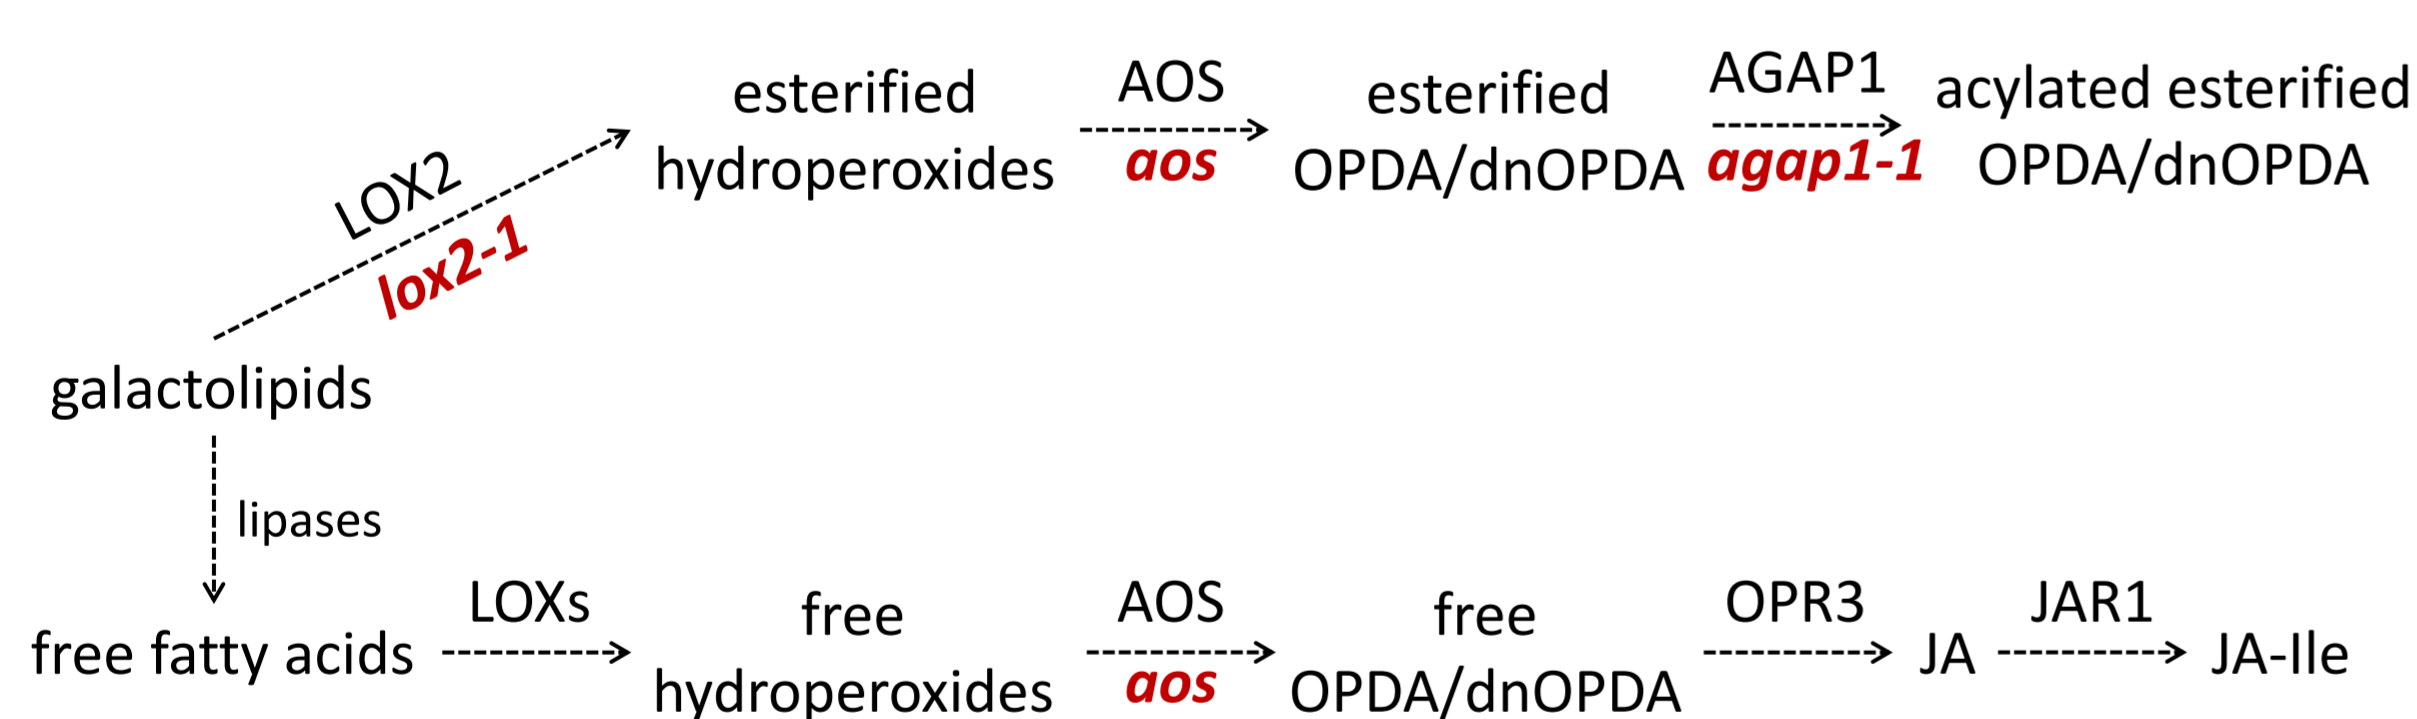 esterified
hydroperoxides
AOS
aos
esterified
OPDA/dnOPDA
AGAP1
agap1-1
acylated esterified
OPDA/dnOPDA
LOX2
lox2-1
galactolipids
lipases
free fatty acids
LOXs
free
hydroperoxides
AOS
aos
free
OPDA/dnOPDA
OPR3
JA
JAR1
JA-Ile